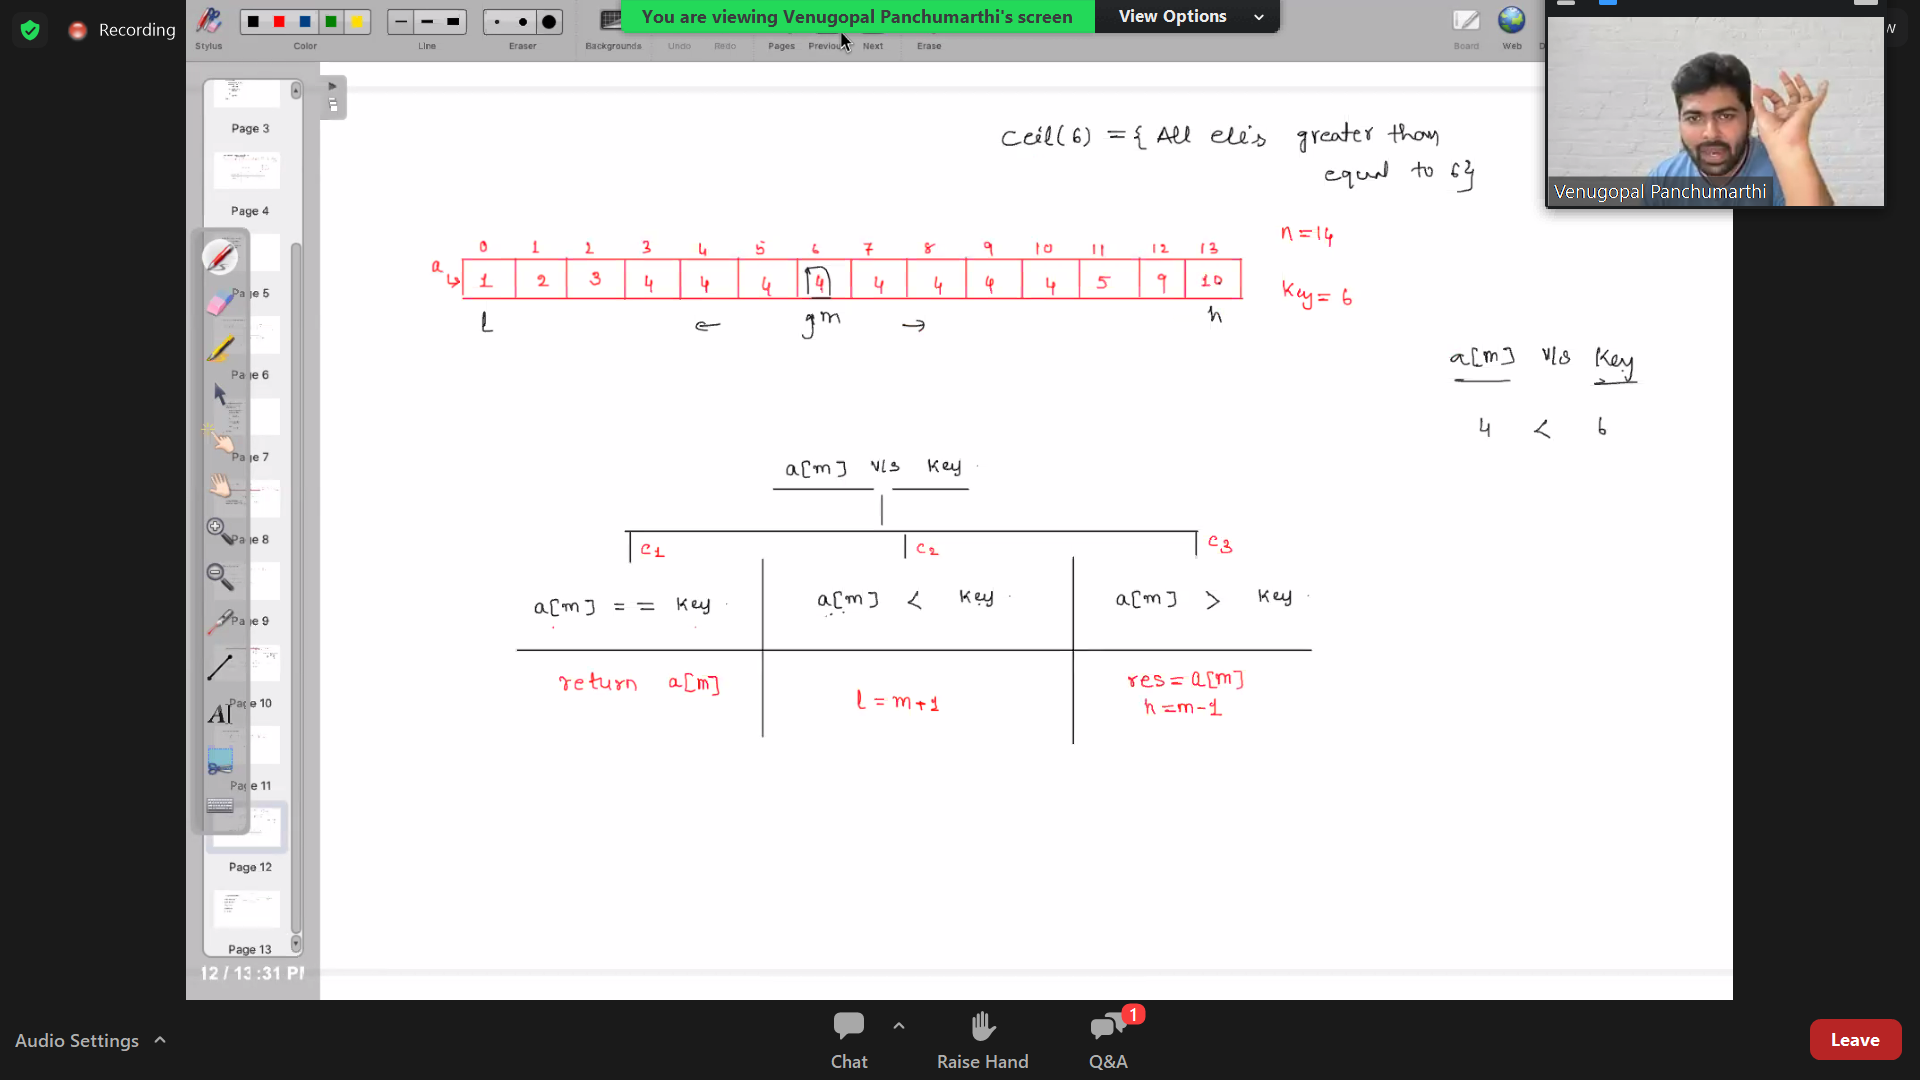 Recording
You are viewing Venugopal Panchumarthi's screen
View Options
Stylus
Color
Line
Eraser
Backgrounds
Undo
Redo
Pages
Previous
Next
Erase
Board
Web
Venugopal Panchumarthi
Page 3
Page 4
Page 5
Page 6
Page 7
Page 8
Page 9
Page 10
Page 11
Page 12
Page 13
12 / 13
:31 PM
ceil(6) = { All ele's greater than
equal to 6}
0 1 2 3 4 5 6 7 8 9 10 11 12 13
a
1 2 3 4 4 4 4 4 4 4 4 5 9 10
n = 14
Key = 6
l ← m → h
a[m] v/s Key
4 < 6
a[m] v/s Key
C1 C2 C3
a[m] == Key
a[m] < Key
a[m] > Key
return a[m]
l = m+1
res = a[m]
h = m-1
Audio Settings
Chat
Raise Hand
Q&A
1
Leave